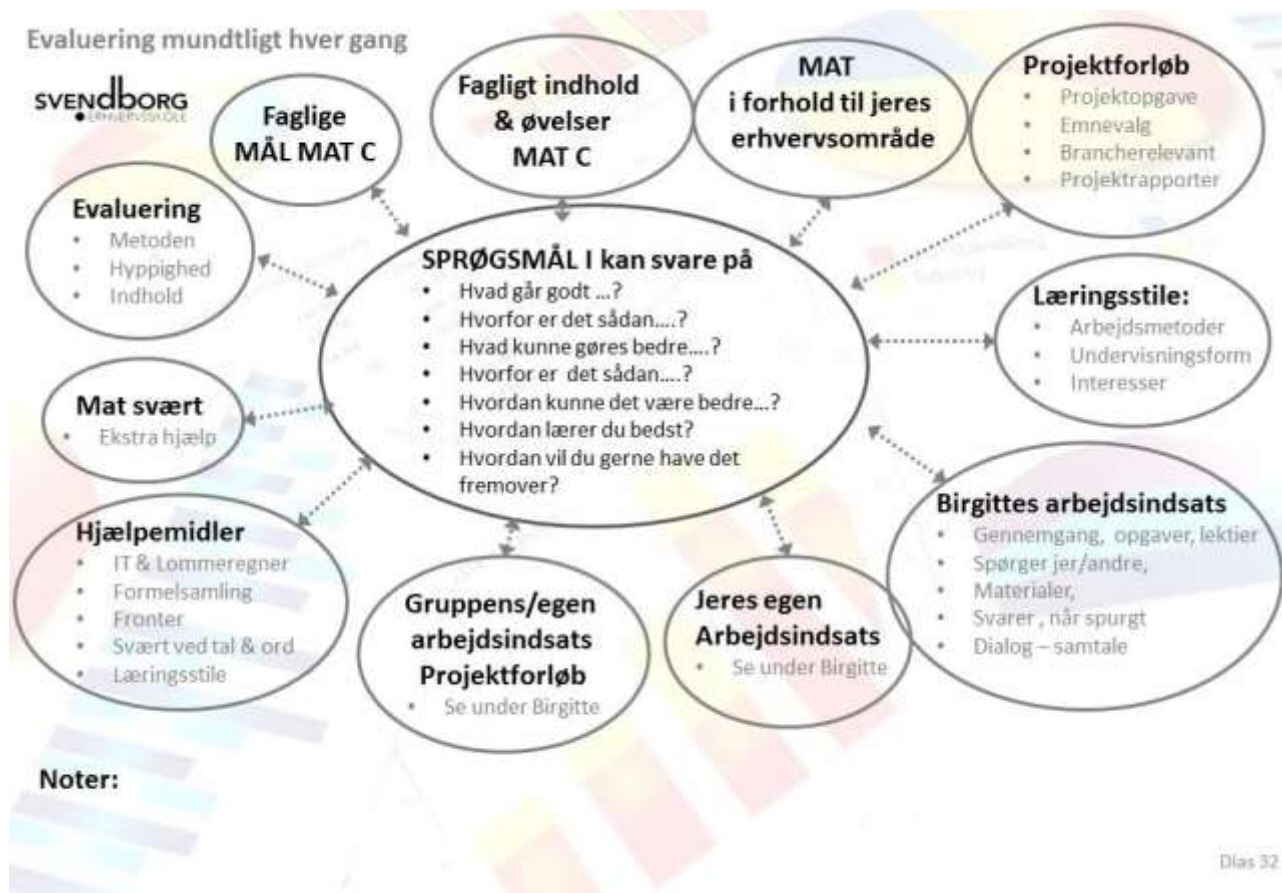 Evaluering mundtligt hver gang
SVENDBORG
ERHVERVSSKOLE
Faglige
MÅL MAT C
Fagligt indhold
& øvelser
MAT C
MAT
i forhold til jeres
erhvervsområde
Projektforløb
• Projektopgave
• Emnevalg
• Brancherelevant
• Projektrapporter
Evaluering
• Metoden
• Hyppighed
• Indhold
SPRØGSMÅL I kan svare på
• Hvad går godt ...?
• Hvorfor er det sådan....?
• Hvad kunne gøres bedre....?
• Hvorfor er det sådan....?
• Hvordan kunne det være bedre...?
• Hvordan lærer du bedst?
• Hvordan vil du gerne have det
fremover?
Læringsstile:
• Arbejdsmetoder
• Undervisningsform
• Interesser
Mat svært
• Ekstra hjælp
Hjælpemidler
• IT & Lommeregner
• Formelsamling
• Fronter
• Svært ved tal & ord
• Læringsstile
Gruppens/egen
arbejdsindsats
Projektforløb
• Se under Birgitte
Jeres egen
Arbejdsindsats
• Se under Birgitte
Birgittes arbejdsindsats
• Gennemgang, opgaver, lektier
• Spørger jer/andre,
• Materialer,
• Svarer , når spurgt
• Dialog – samtale
Noter:
Dias 32